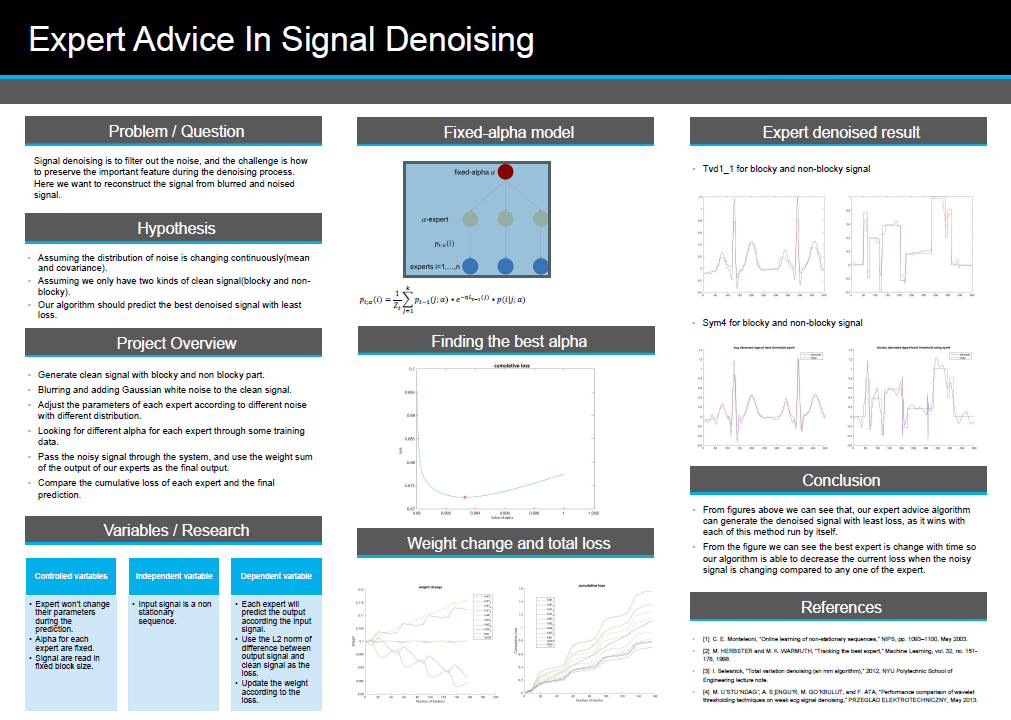 Expert Advice In Signal Denoising
Problem / Question
Signal denoising is to filter out the noise, and the challenge is how
to preserve the important feature during the denoising process.
Here we want to reconstruct the signal from blurred and noised
signal.
Hypothesis
- Assuming the distribution of noise is changing continuously(mean
and covariance).
- Assuming we only have two kinds of clean signal(blocky and non-
blocky).
- Our algorithm should predict the best denoised signal with least
loss.
Project Overview
- Generate clean signal with blocky and non blocky part.
- Blurring and adding Gaussian white noise to the clean signal.
- Adjust the parameters of each expert according to different noise
with different distribution.
- Looking for different alpha for each expert through some training
data.
- Pass the noisy signal through the system, and use the weight sum
of the output of our experts as the final output.
- Compare the cumulative loss of each expert and the final
prediction.
Variables / Research
Controlled variables
• Expert won't change
their parameters
during the
prediction.
• Alpha for each
expert are fixed.
• Signal are read in
fixed block size.
Independent variable
• Input signal is a non
stationary
sequence.
Dependent variable
• Each expert will
predict the output
according the input
signal.
• Use the L2 norm of
difference between
output signal and
clean signal as the
loss.
• Update the weight
according to the
loss.
Fixed-alpha model
fixed-alpha α
α-expert
p_{t;α}(i)
experts i=1,...,n
p_{t;α}(i) = 1/Z_t ∑_{j=1}^{k} p_{t−1}(j; α) * e^{−ηL_{t−1}(j)} * p(i|j; α)
Finding the best alpha
cumulative loss
Value of alpha
Weight change and total loss
weight change
Weight
Number of iteration
cumulative loss
Cumulative Loss
Number of blocks
Expert denoised result
- Tvd1_1 for blocky and non-blocky signal
- Sym4 for blocky and non-blocky signal
ecg denoised signal hard threshold sym4
blocky denoised signal hard threshold using sym4
Conclusion
- From figures above we can see that, our expert advice algorithm
can generate the denoised signal with least loss, as it wins with
each of this method run by itself.
- From the figure we can see the best expert is change with time so
our algorithm is able to decrease the current loss when the noisy
signal is changing compared to any one of the expert.
References
- [1] C. E. Monteleoni, "Online learning of non-stationary sequences," NIPS, pp. 1093–1100, May 2003.
- [2] M. HERBSTER and M. K. WARMUTH, "Tracking the best expert," Machine Learning, vol. 32, no. 151-
178, 1998.
- [3] I. Selesnick, "Total variation denoising (an mm algorithm)," 2012, NYU Polytechnic School of
Engineering lecture note.
- [4] M. U¨STU¨NDAG˘, A. S¸ENGU¨R, M. GO¨KBULUT, and F. ATA, "Performance comparison of wavelet
thresholding techniques on weak ecg signal denoising," PRZEGLAD ELEKTROTECHNICZNY, May 2013.